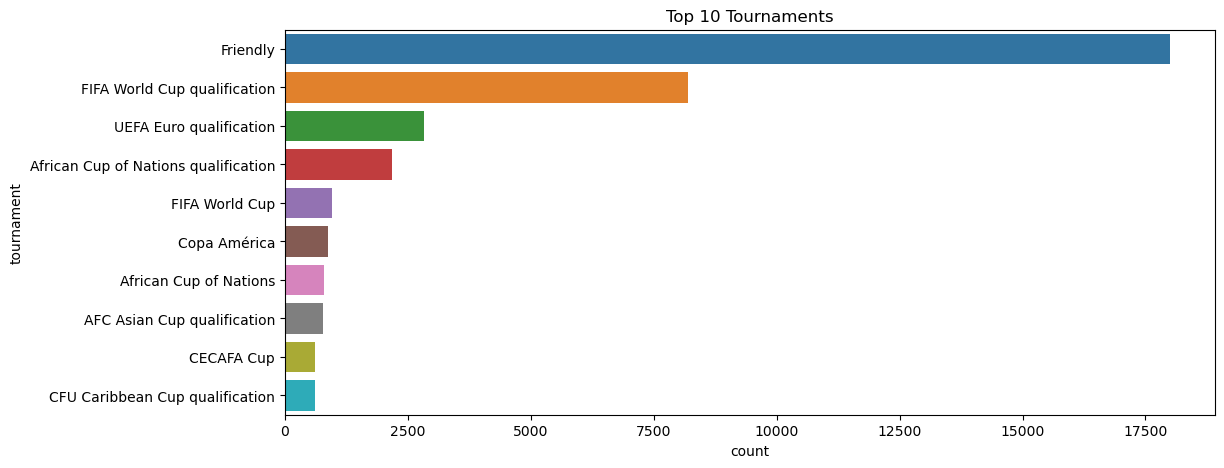 Top 10 Tournaments
tournament
Friendly
FIFA World Cup qualification
UEFA Euro qualification
African Cup of Nations qualification
FIFA World Cup
Copa América
African Cup of Nations
AFC Asian Cup qualification
CECAFA Cup
CFU Caribbean Cup qualification
0 2500 5000 7500 10000 12500 15000 17500
count